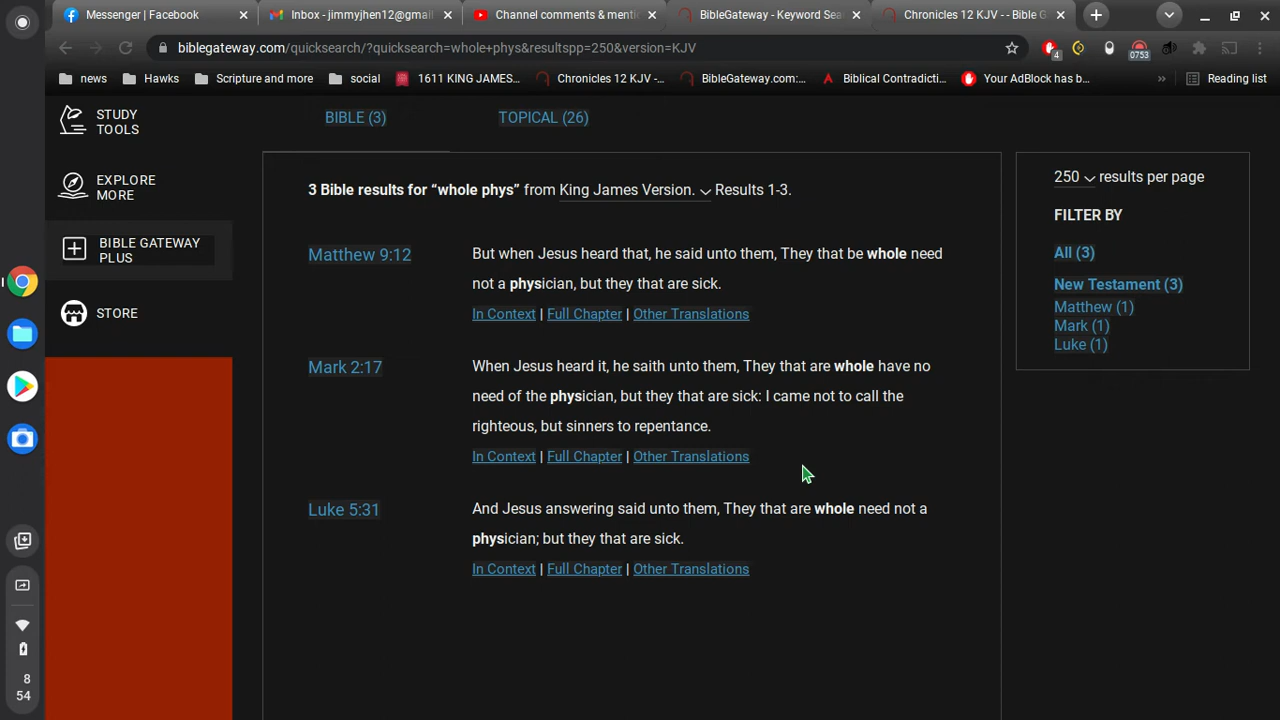 Messenger | Facebook
Inbox - jimmyjhen12@gmail
Channel comments & menti
BibleGateway - Keyword Sea
Chronicles 12 KJV - - Bible G
biblegateway.com/quicksearch/?quicksearch=whole+phys&resultspp=250&version=KJV
4
0753
news
Hawks
Scripture and more
social
1611 KING JAMES...
Chronicles 12 KJV -...
BibleGateway.com:...
Biblical Contradicti...
Your AdBlock has b...
»
Reading list
STUDY
TOOLS
EXPLORE
MORE
BIBLE GATEWAY
PLUS
STORE
BIBLE (3)
TOPICAL (26)
3 Bible results for “whole phys” from King James Version. Results 1-3.
Matthew 9:12
But when Jesus heard that, he said unto them, They that be whole need
not a physician, but they that are sick.
In Context | Full Chapter | Other Translations
Mark 2:17
When Jesus heard it, he saith unto them, They that are whole have no
need of the physician, but they that are sick: I came not to call the
righteous, but sinners to repentance.
In Context | Full Chapter | Other Translations
Luke 5:31
And Jesus answering said unto them, They that are whole need not a
physician; but they that are sick.
In Context | Full Chapter | Other Translations
250 results per page
FILTER BY
All (3)
New Testament (3)
Matthew (1)
Mark (1)
Luke (1)
8
54